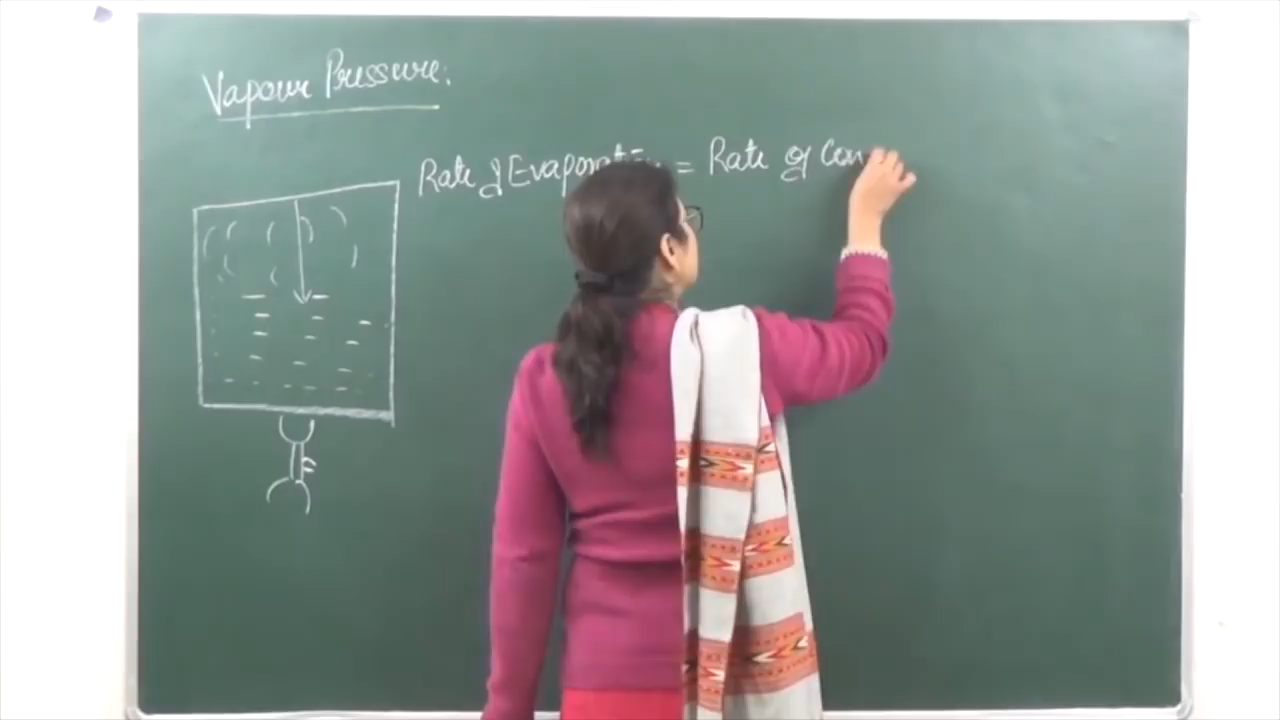 Vapour Pressure:
Rate of Evaporation = Rate of Con